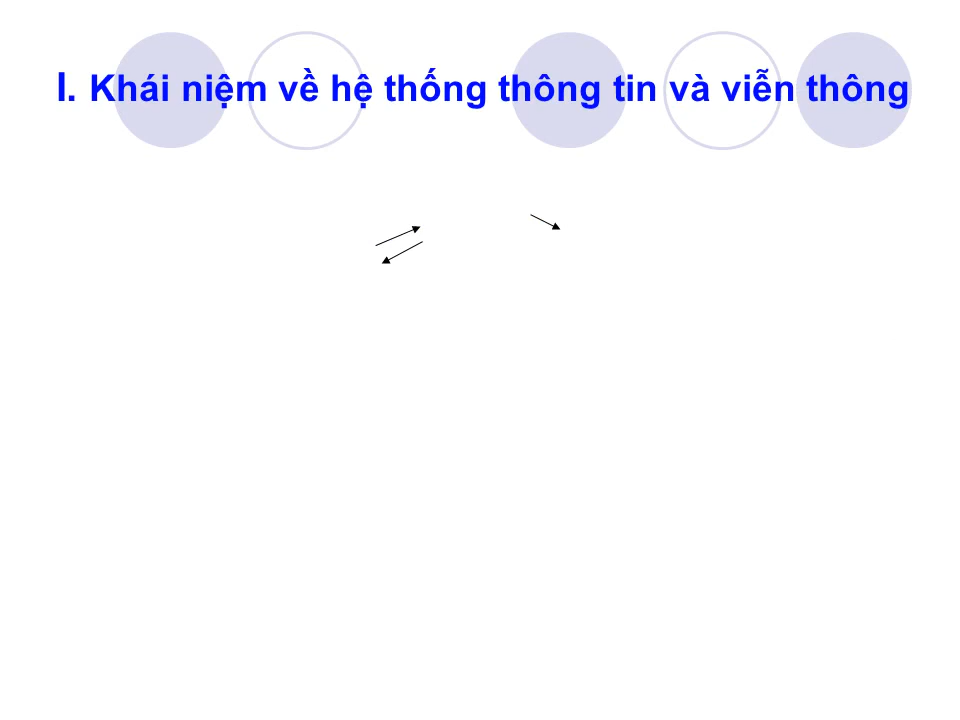 I. Khái niệm về hệ thống thông tin và viễn thông